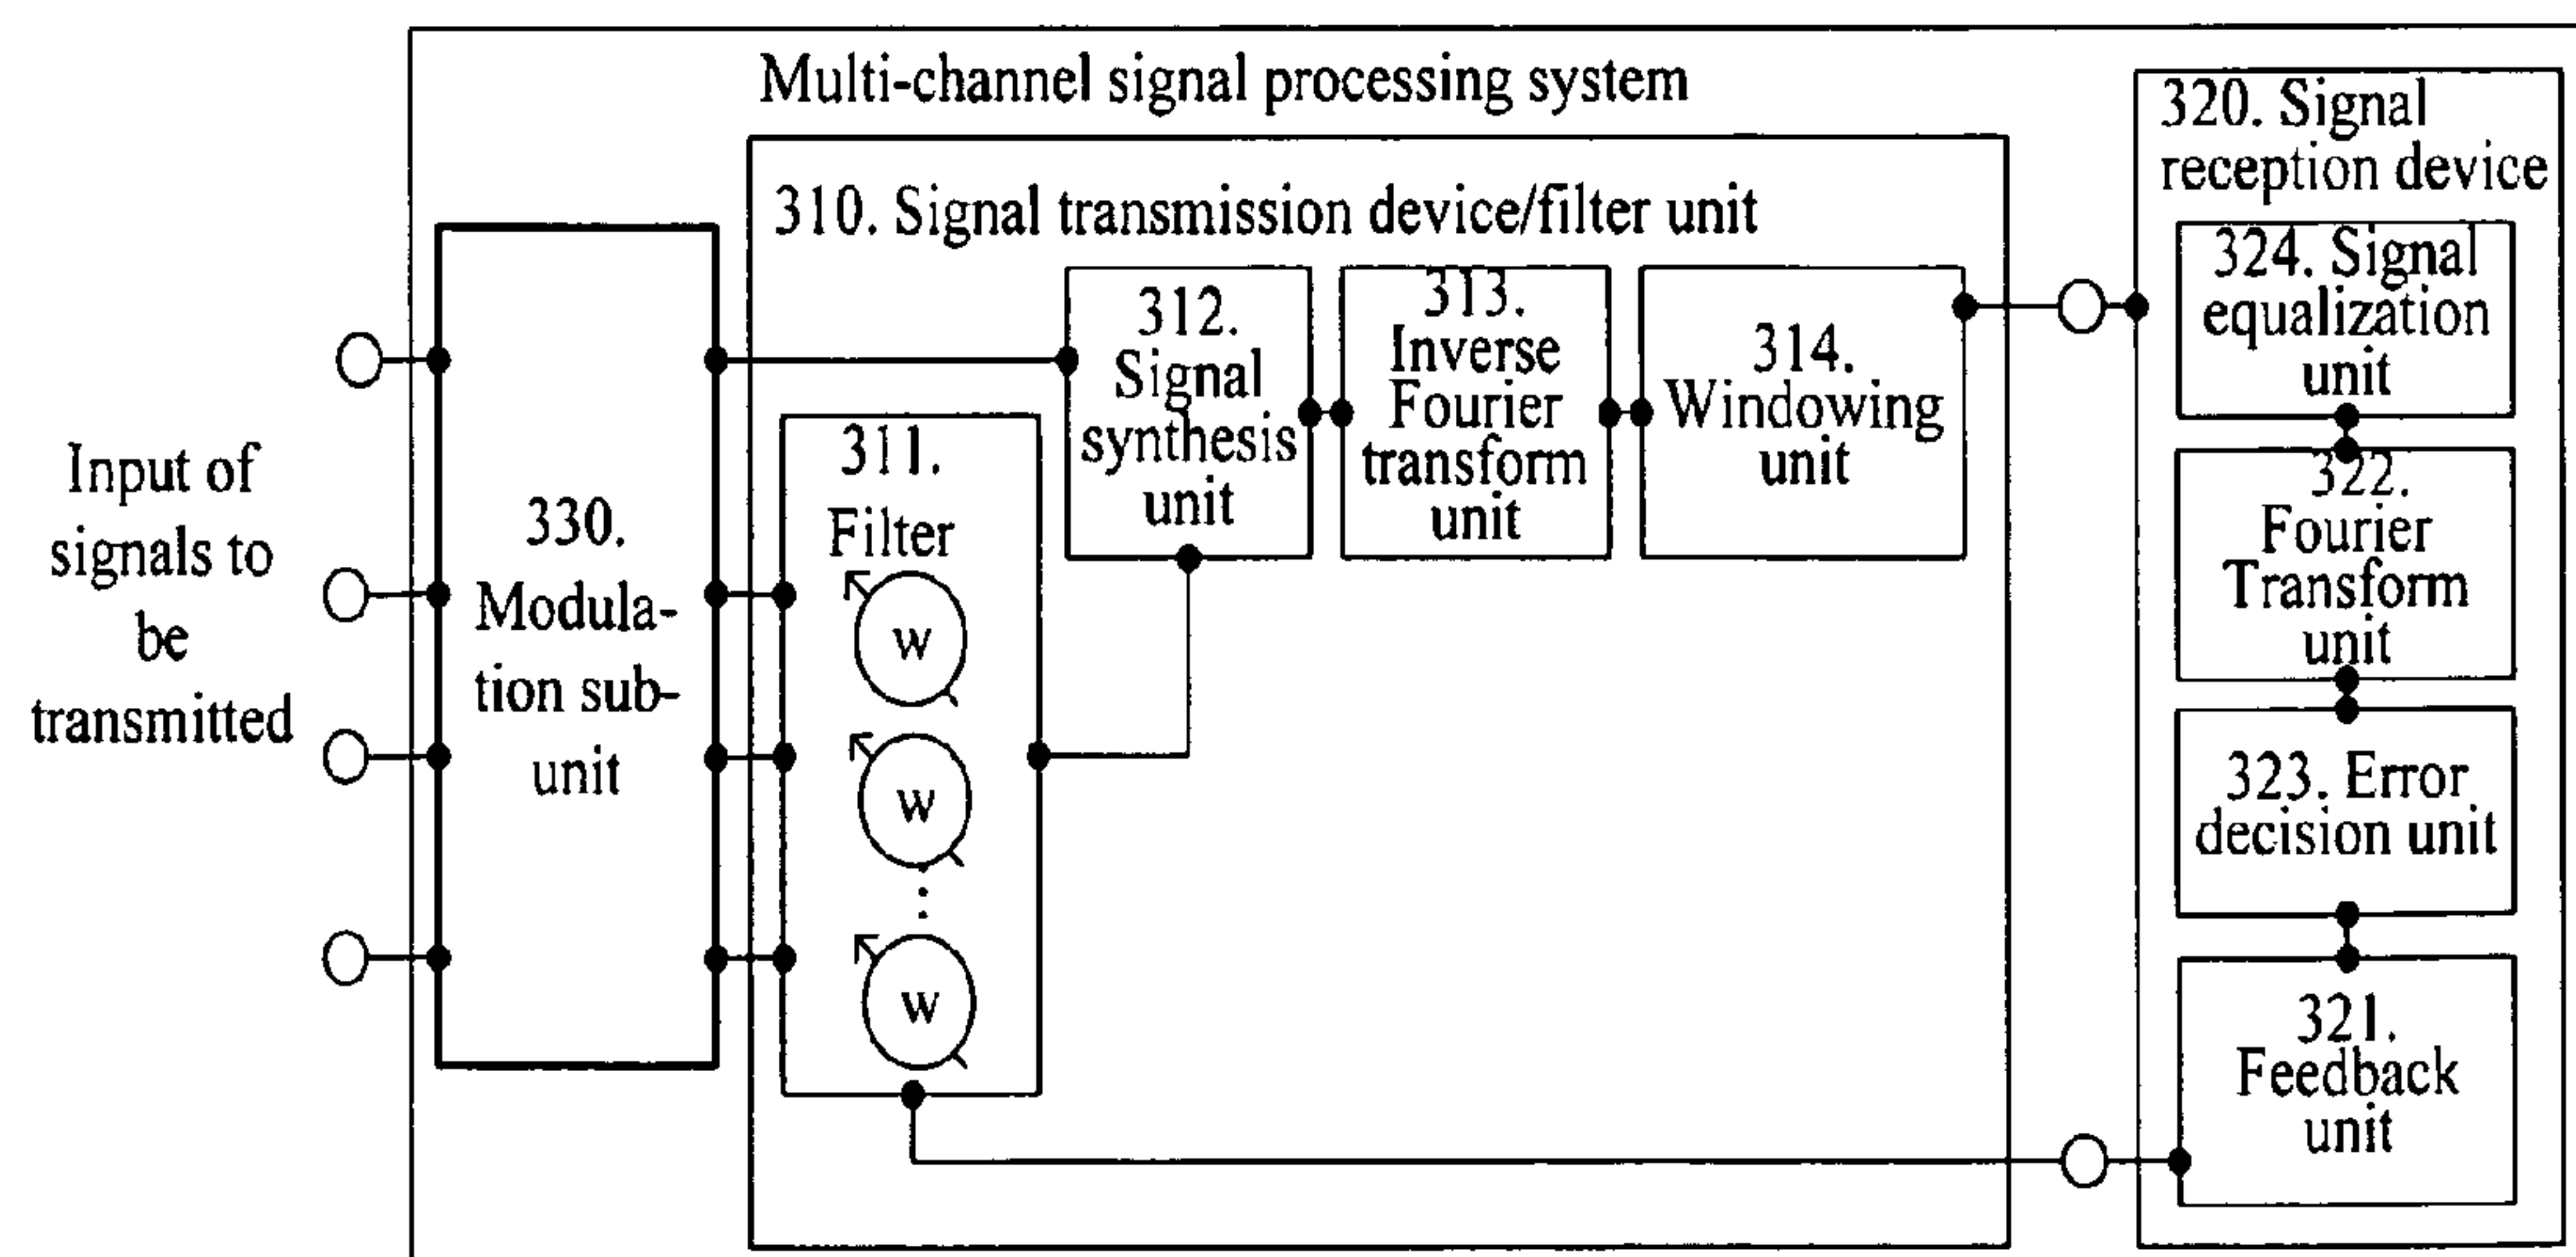 Multi-channel signal processing system
Input of
signals to
be
transmitted
330.
Modula-
tion sub-
unit
310. Signal transmission device/filter unit
311.
Filter
w
w
w
312.
Signal
synthesis
unit
313.
Inverse
Fourier
transform
unit
314.
Windowing
unit
320. Signal
reception device
324. Signal
equalization
unit
322.
Fourier
Transform
unit
323. Error
decision unit
321.
Feedback
unit